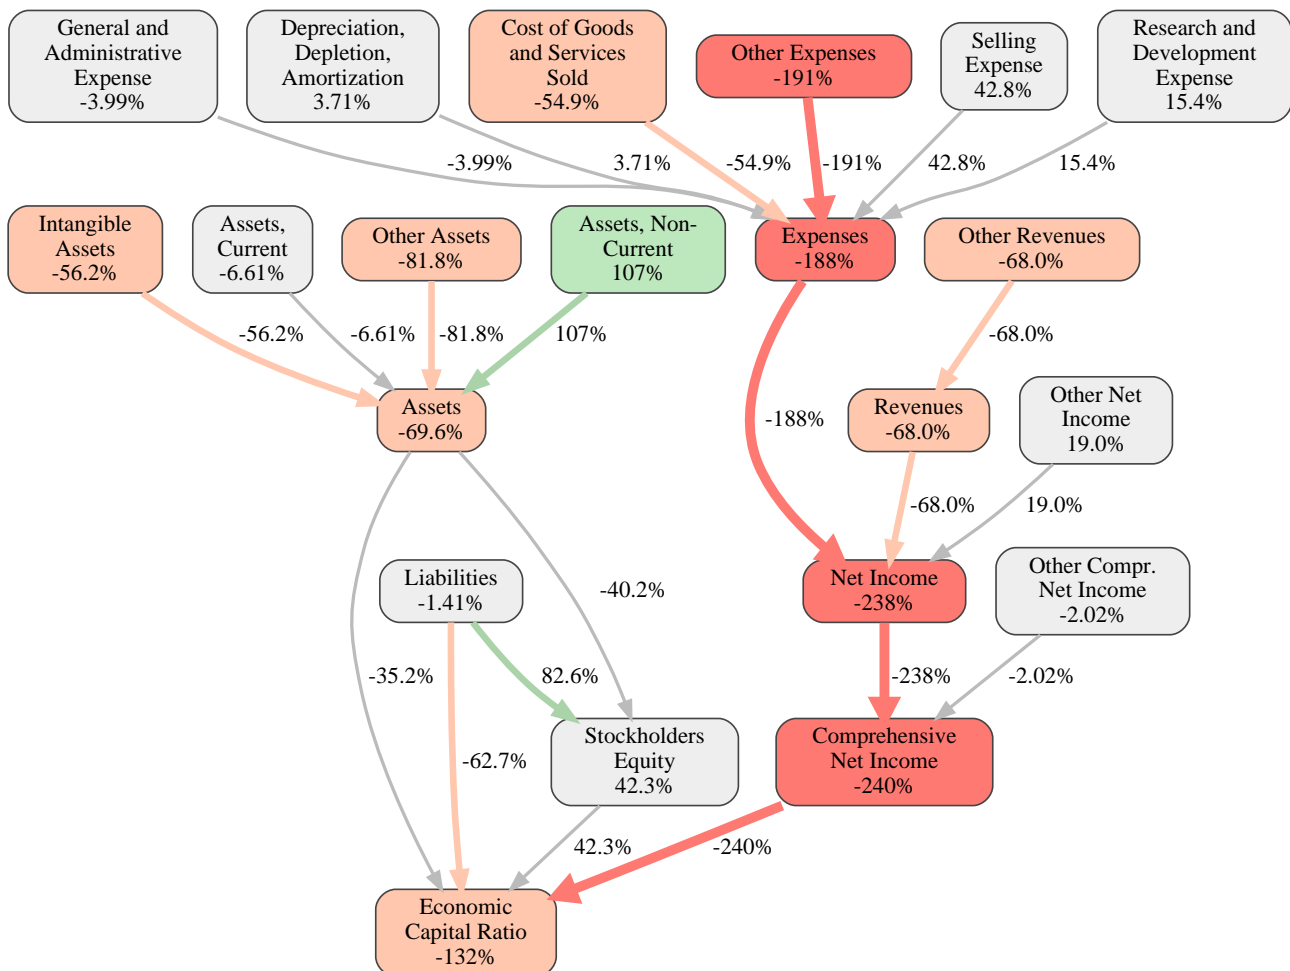 General and
Administrative
Expense
-3.99%
Depreciation,
Depletion,
Amortization
3.71%
Cost of Goods
and Services
Sold
-54.9%
Other Expenses
-191%
Selling
Expense
42.8%
Research and
Development
Expense
15.4%
-3.99%
3.71%
-54.9%
-191%
42.8%
15.4%
Intangible
Assets
-56.2%
Assets,
Current
-6.61%
Other Assets
-81.8%
Assets, Non-
Current
107%
Expenses
-188%
Other Revenues
-68.0%
-56.2%
-6.61%
-81.8%
107%
-68.0%
Assets
-69.6%
-188%
Revenues
-68.0%
Other Net
Income
19.0%
-68.0%
19.0%
Liabilities
-1.41%
-40.2%
Net Income
-238%
Other Compr.
Net Income
-2.02%
-35.2%
82.6%
-238%
-2.02%
-62.7%
Stockholders
Equity
42.3%
Comprehensive
Net Income
-240%
42.3%
-240%
Economic
Capital Ratio
-132%